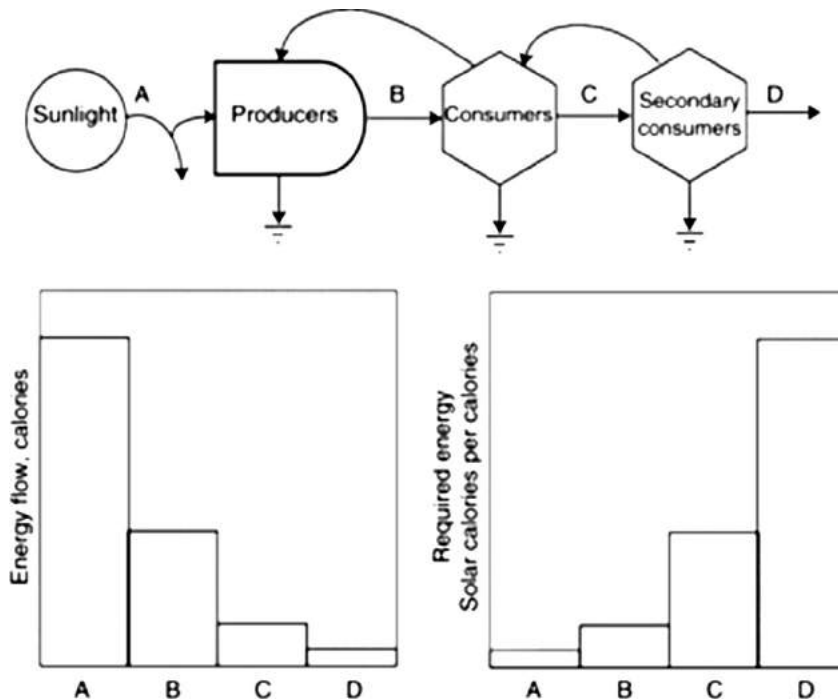 Sunlight
A
Producers
B
Consumers
C
Secondary
consumers
D
Energy flow, calories
A B C D
Required energy
Solar calories per calories
A B C D